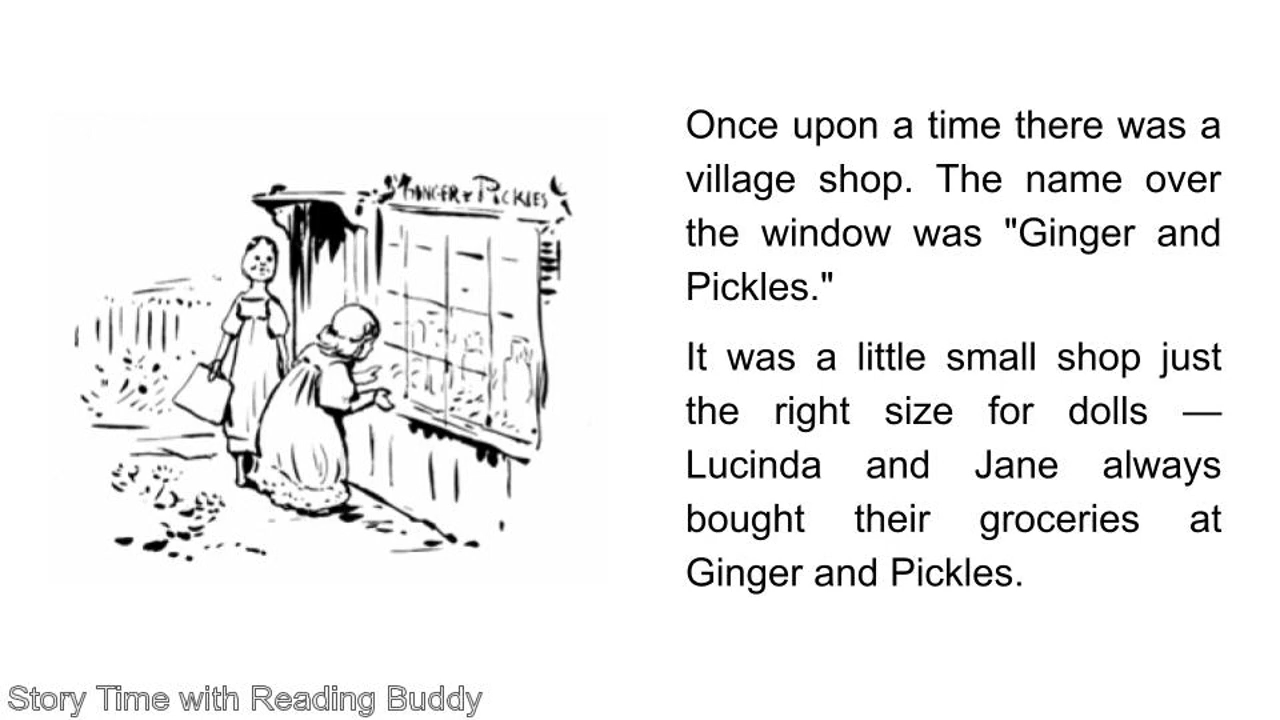 GINGER & PICKLES
Once upon a time there was a
village shop. The name over
the window was "Ginger and
Pickles."
It was a little small shop just
the right size for dolls —
Lucinda and Jane always
bought their groceries at
Ginger and Pickles.
Story Time with Reading Buddy